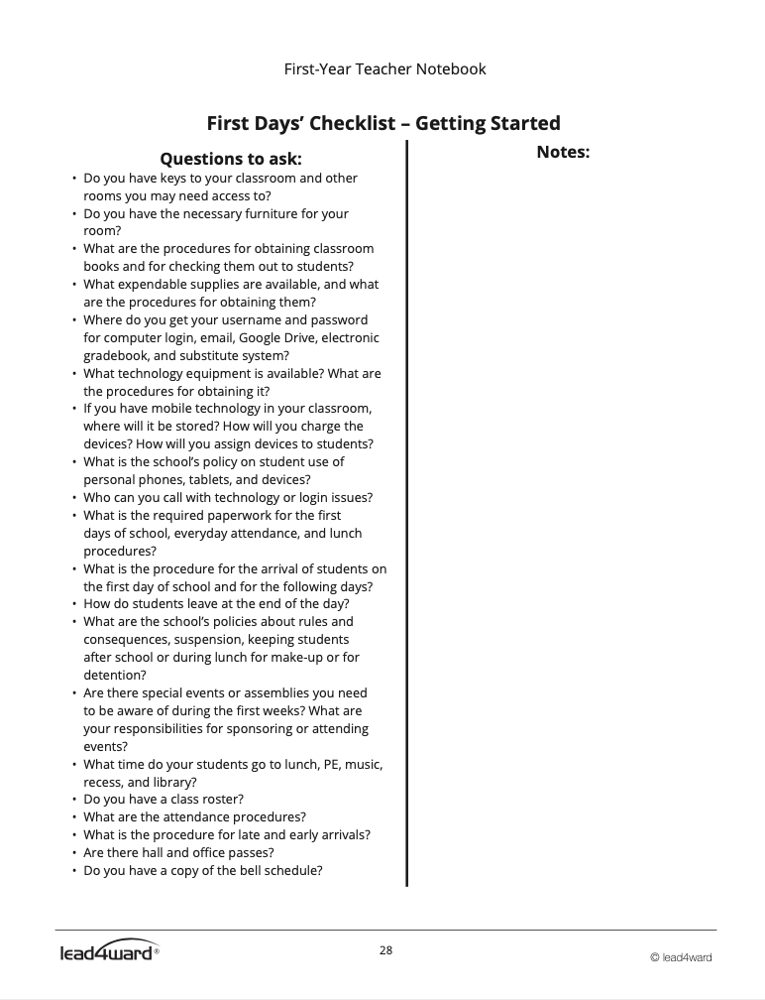 First-Year Teacher Notebook
First Days’ Checklist – Getting Started
Questions to ask:
• Do you have keys to your classroom and other
rooms you may need access to?
• Do you have the necessary furniture for your
room?
• What are the procedures for obtaining classroom
books and for checking them out to students?
• What expendable supplies are available, and what
are the procedures for obtaining them?
• Where do you get your username and password
for computer login, email, Google Drive, electronic
gradebook, and substitute system?
• What technology equipment is available? What are
the procedures for obtaining it?
• If you have mobile technology in your classroom,
where will it be stored? How will you charge the
devices? How will you assign devices to students?
• What is the school’s policy on student use of
personal phones, tablets, and devices?
• Who can you call with technology or login issues?
• What is the required paperwork for the first
days of school, everyday attendance, and lunch
procedures?
• What is the procedure for the arrival of students on
the first day of school and for the following days?
• How do students leave at the end of the day?
• What are the school’s policies about rules and
consequences, suspension, keeping students
after school or during lunch for make-up or for
detention?
• Are there special events or assemblies you need
to be aware of during the first weeks? What are
your responsibilities for sponsoring or attending
events?
• What time do your students go to lunch, PE, music,
recess, and library?
• Do you have a class roster?
• What are the attendance procedures?
• What is the procedure for late and early arrivals?
• Are there hall and office passes?
• Do you have a copy of the bell schedule?
Notes:
lead4ward®
28
© lead4ward